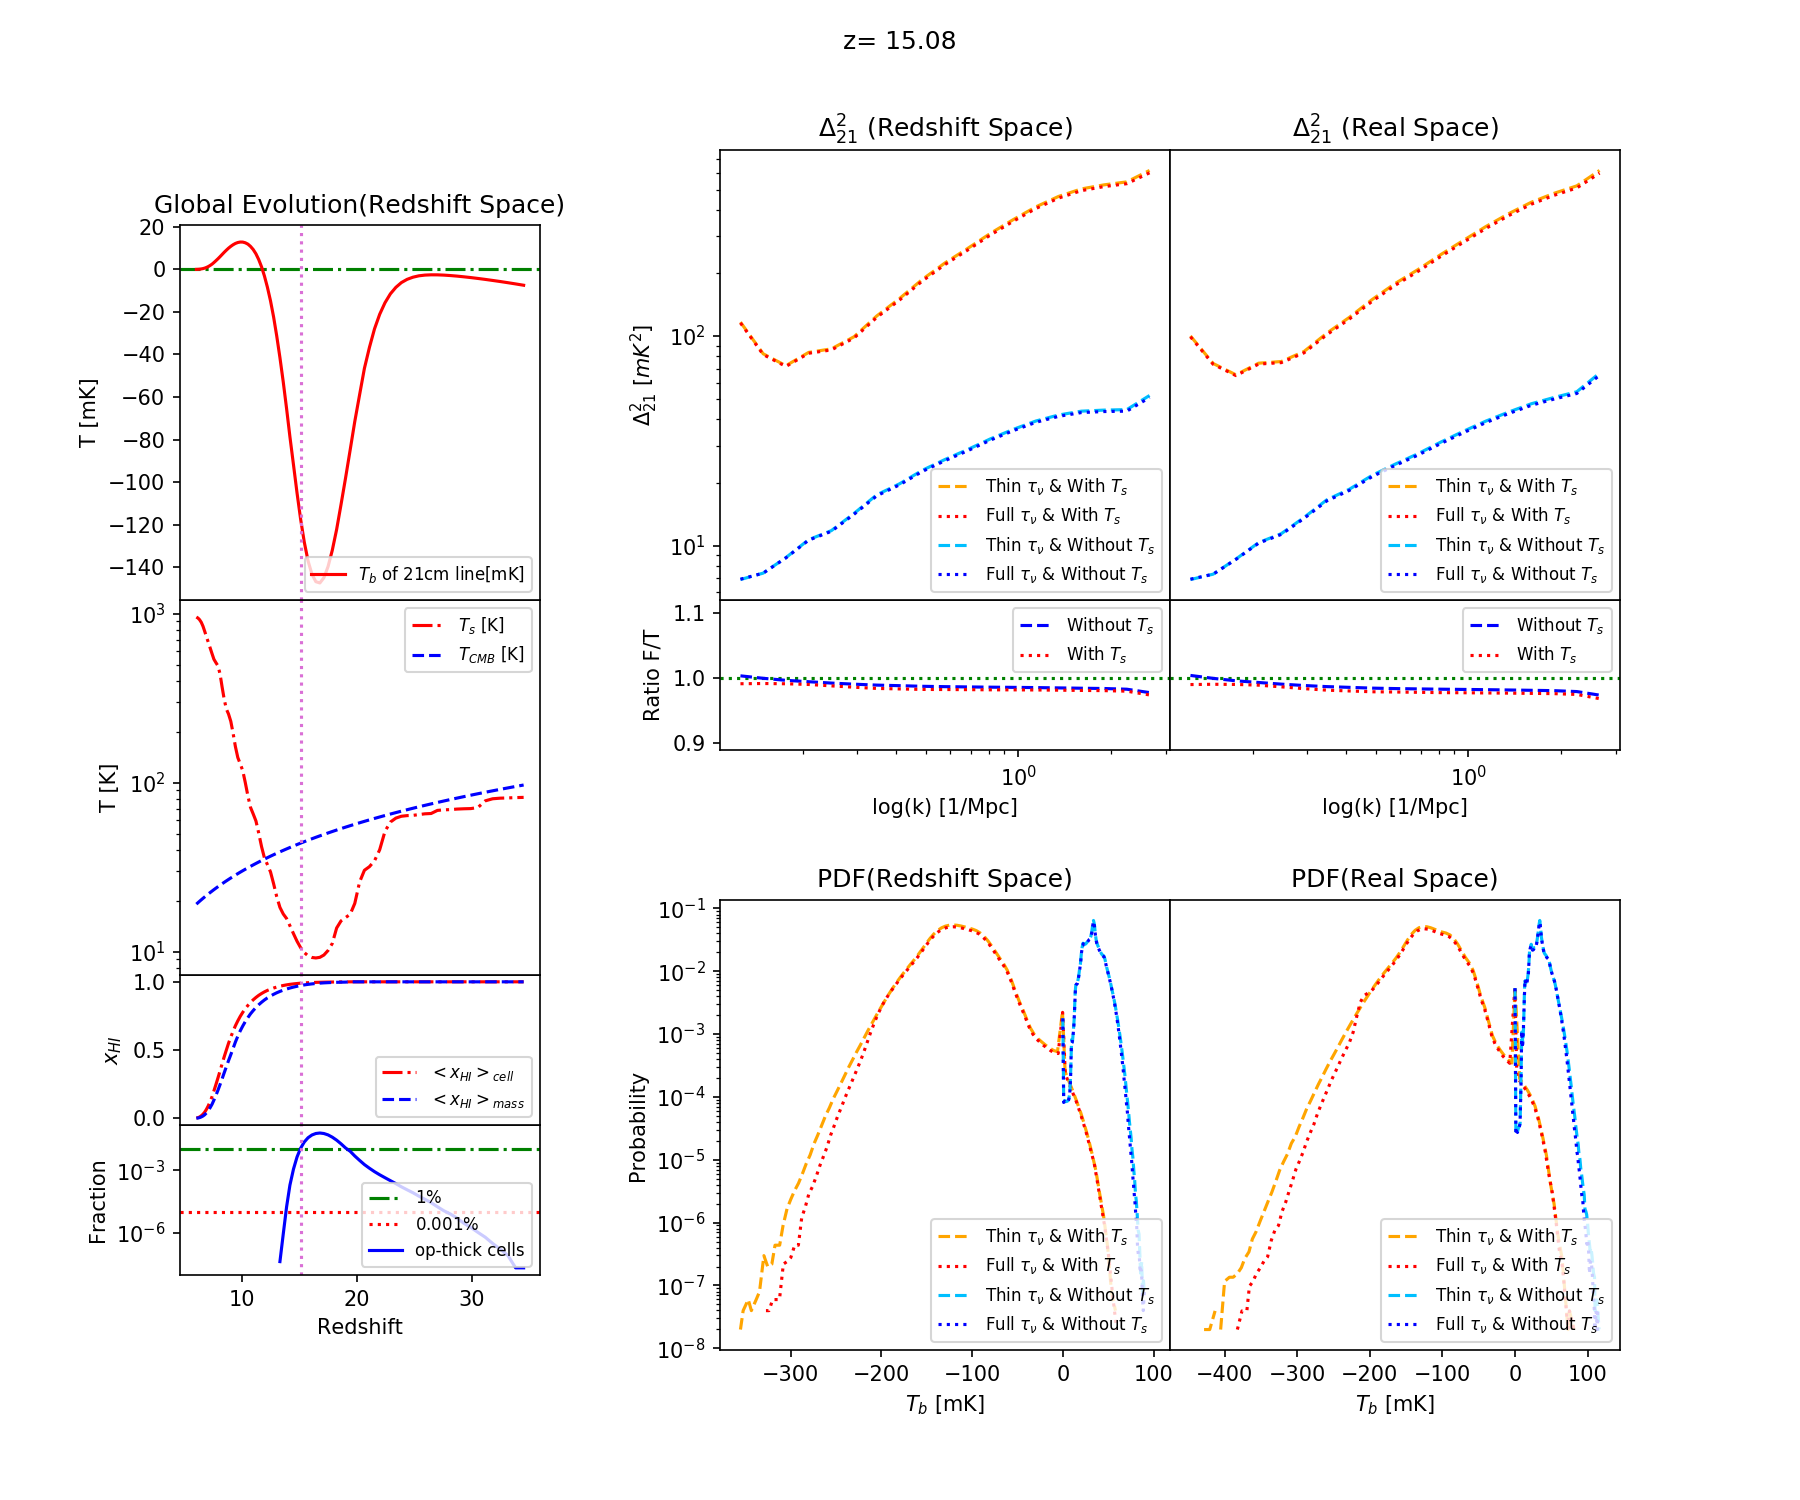 z= 15.08
Global Evolution(Redshift Space)
20
0
−20
−40
−60
−80
−100
−120
−140
T [mK]
T_b of 21cm line[mK]
10^3
10^2
10^1
T [K]
T_s [K]
T_CMB [K]
1.0
0.5
0.0
x_HI
< x_HI >_cell
< x_HI >_mass
10^−3
10^−6
Fraction
1%
0.001%
op-thick cells
10 20 30
Redshift
Δ^2_21 (Redshift Space)
Δ^2_21 (Real Space)
10^2
10^1
Δ^2_21 [mK^2]
Thin τ_ν & With T_s
Full τ_ν & With T_s
Thin τ_ν & Without T_s
Full τ_ν & Without T_s
Thin τ_ν & With T_s
Full τ_ν & With T_s
Thin τ_ν & Without T_s
Full τ_ν & Without T_s
1.1
1.0
0.9
Ratio F/T
Without T_s
With T_s
Without T_s
With T_s
10^0
10^0
log(k) [1/Mpc]
log(k) [1/Mpc]
PDF(Redshift Space)
PDF(Real Space)
10^−1
10^−2
10^−3
10^−4
10^−5
10^−6
10^−7
10^−8
Probability
Thin τ_ν & With T_s
Full τ_ν & With T_s
Thin τ_ν & Without T_s
Full τ_ν & Without T_s
Thin τ_ν & With T_s
Full τ_ν & With T_s
Thin τ_ν & Without T_s
Full τ_ν & Without T_s
−300 −200 −100 0 100
−400 −300 −200 −100 0 100
T_b [mK]
T_b [mK]